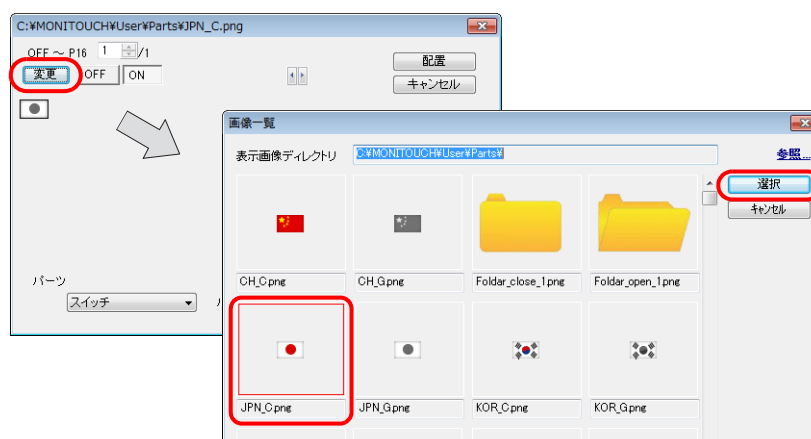 C:¥MONITOUCH¥User¥Parts¥JPN_C.png
OFF ～ P16 1 /1
変更 OFF ON
配置
キャンセル
パーツ
スイッチ
画像一覧
表示画像ディレクトリ C:¥MONITOUCH¥User¥Parts¥ 参照...
選択
キャンセル
CH_C.png CH_G.png Foldar_close_1.png Foldar_open_1.png
JPN_C.png JPN_G.png KOR_C.png KOR_G.png